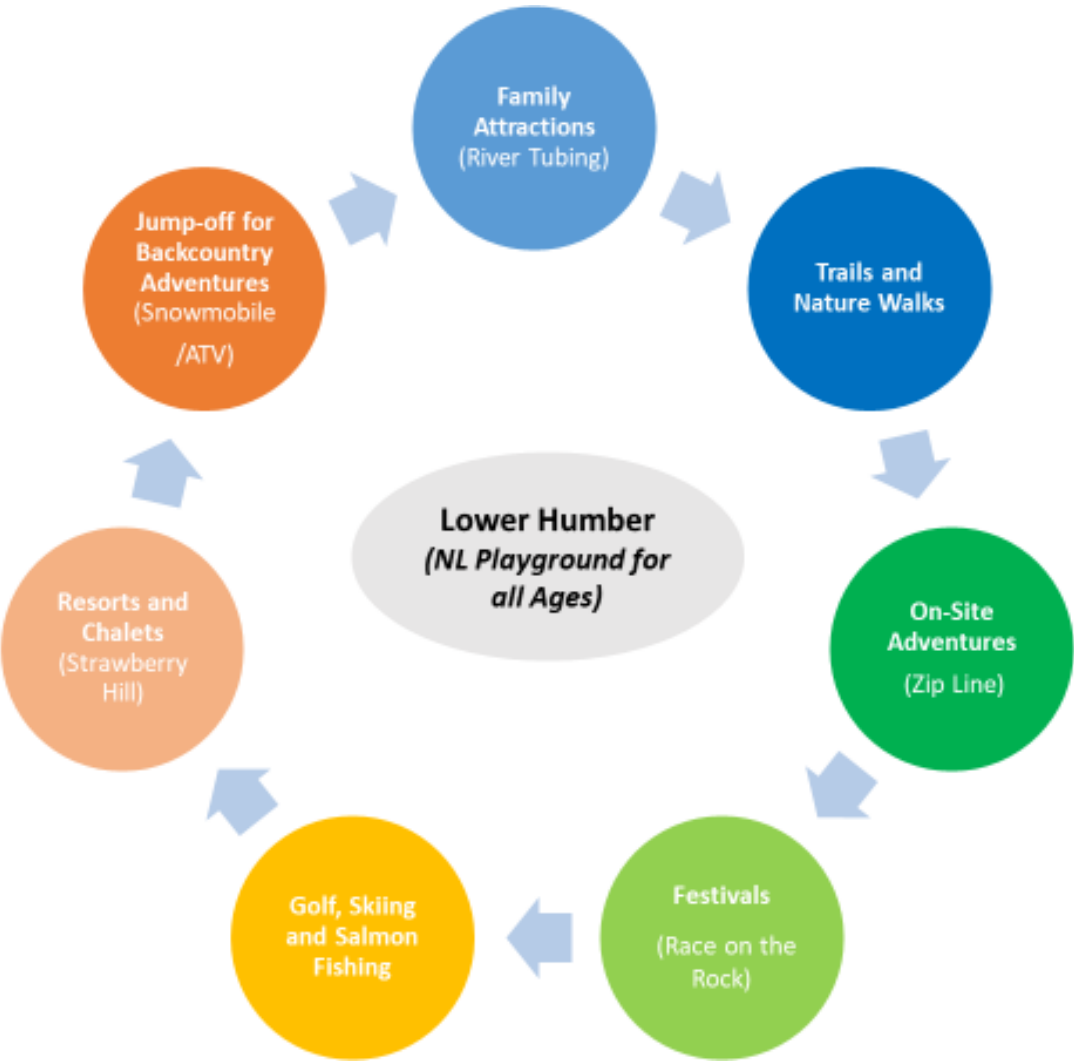 Family
Attractions
(River Tubing)
Trails and
Nature Walks
On-Site
Adventures
(Zip Line)
Festivals
(Race on the
Rock)
Golf, Skiing
and Salmon
Fishing
Resorts and
Chalets
(Strawberry
Hill)
Jump-off for
Backcountry
Adventures
(Snowmobile
/ATV)
Lower Humber
(NL Playground for
all Ages)